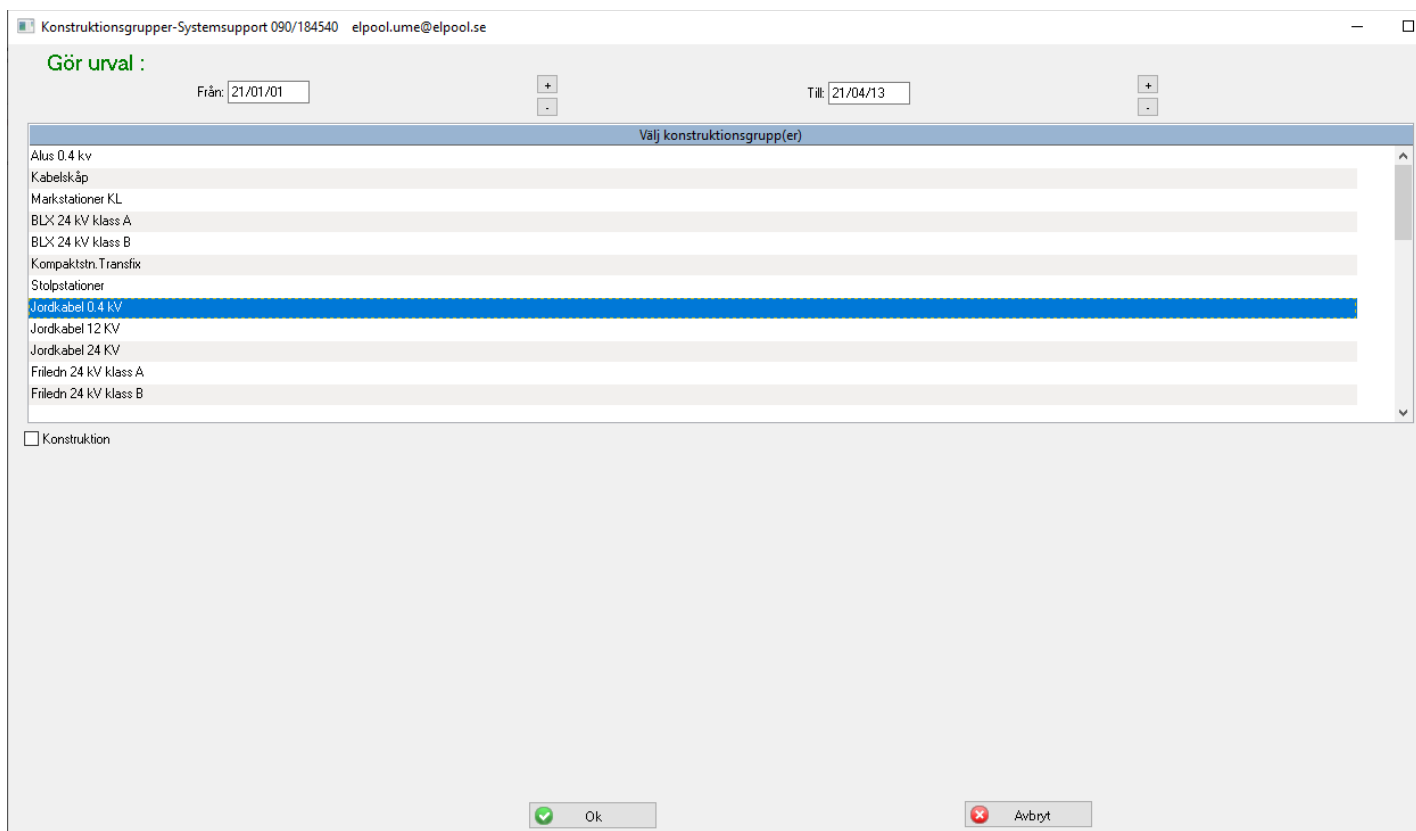 Konstruktionsgrupper-Systemsupport 090/184540 elpool.ume@elpool.se
Gör urval :
Från: 21/01/01 + - Till: 21/04/13 + -
Välj konstruktionsgrupp(er)
Alus 0.4 kv
Kabelskåp
Markstationer KL
BLX 24 kV klass A
BLX 24 kV klass B
Kompaktstn.Transfix
Stolpstationer
Jordkabel 0.4 kV
Jordkabel 12 KV
Jordkabel 24 KV
Friledn 24 kV klass A
Friledn 24 kV klass B
Konstruktion
Ok Avbryt